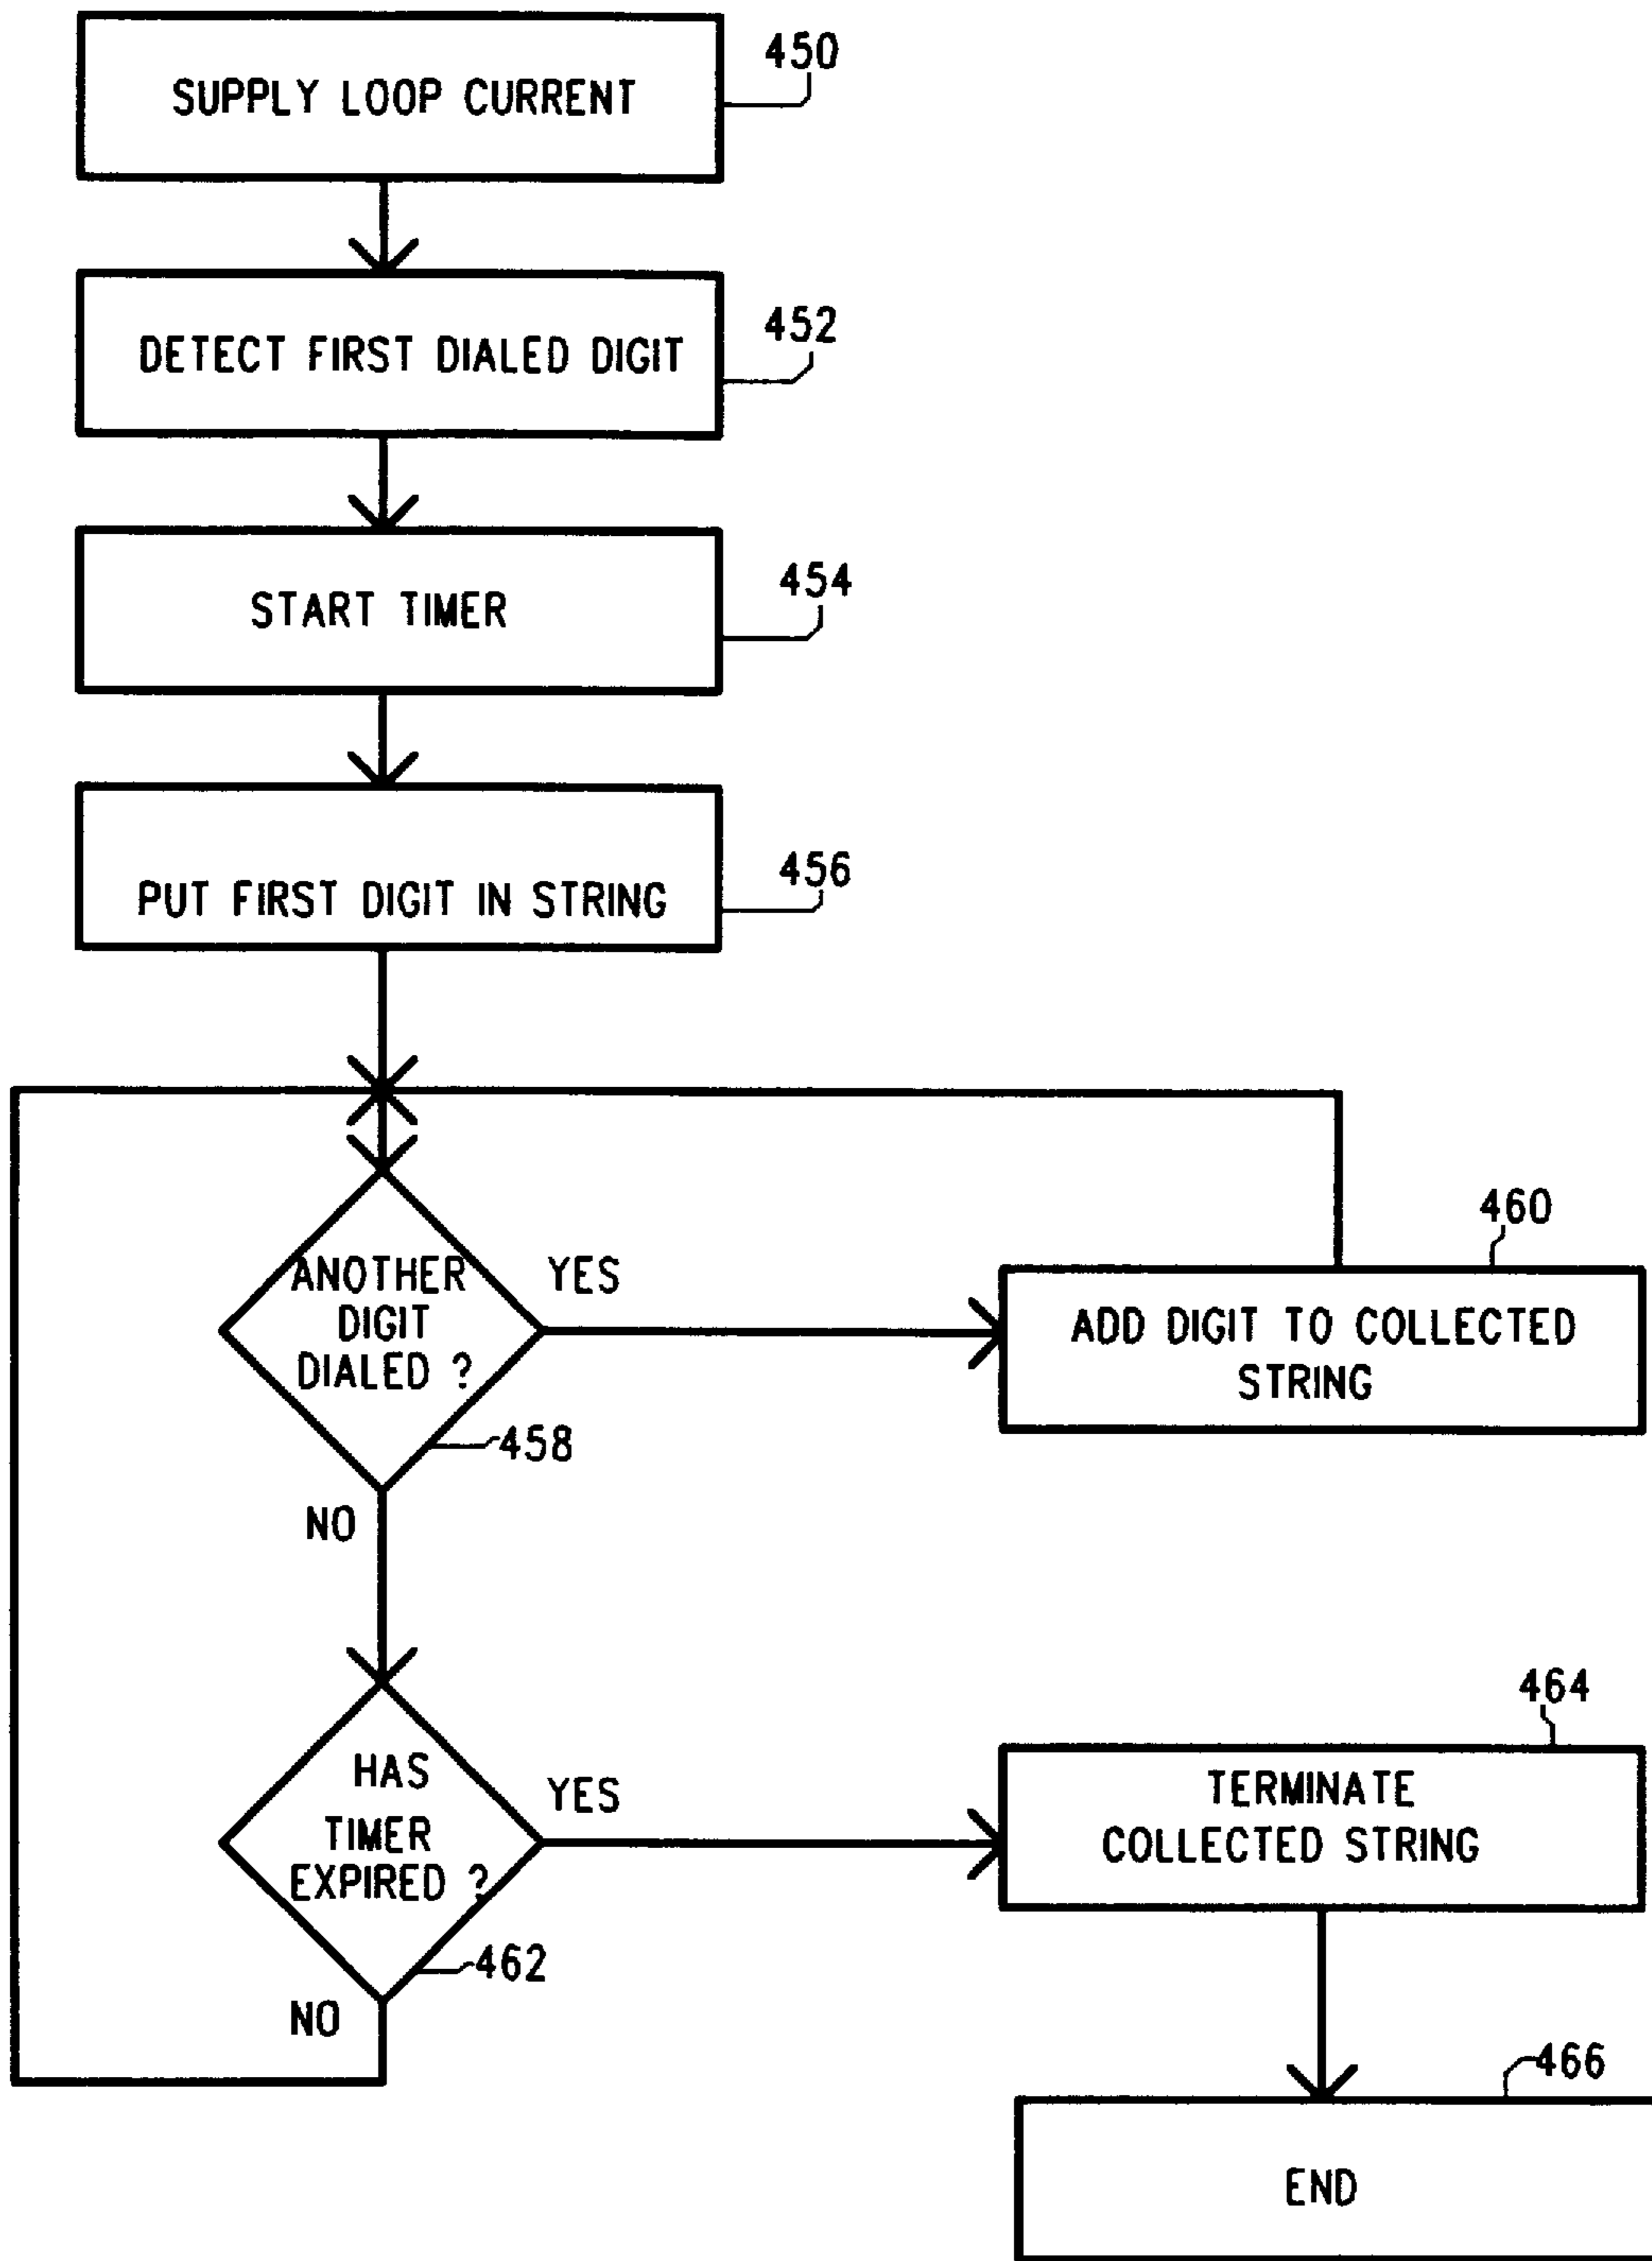 450
SUPPLY LOOP CURRENT
452
DETECT FIRST DIALED DIGIT
454
START TIMER
456
PUT FIRST DIGIT IN STRING
ANOTHER
DIGIT
DIALED ?
YES
458
NO
460
ADD DIGIT TO COLLECTED
STRING
HAS
TIMER
EXPIRED ?
YES
462
NO
464
TERMINATE
COLLECTED STRING
466
END